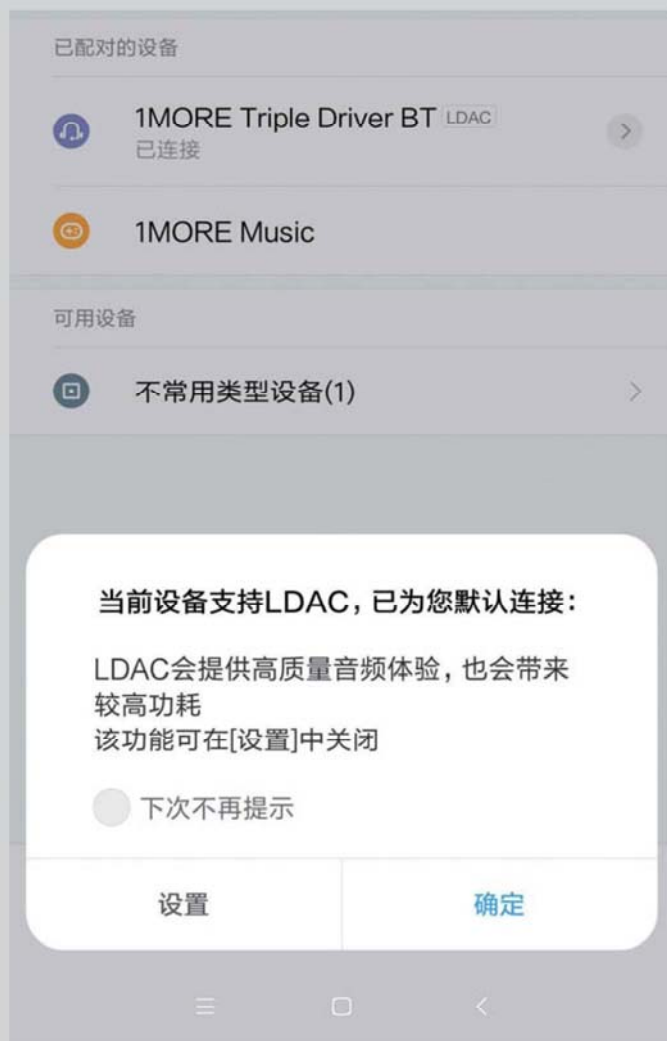 已配对的设备
1MORE Triple Driver BT LDAC
已连接
1MORE Music
可用设备
不常用类型设备(1)
当前设备支持LDAC，已为您默认连接：
LDAC会提供高质量音频体验，也会带来
较高功耗
该功能可在[设置]中关闭
下次不再提示
设置
确定